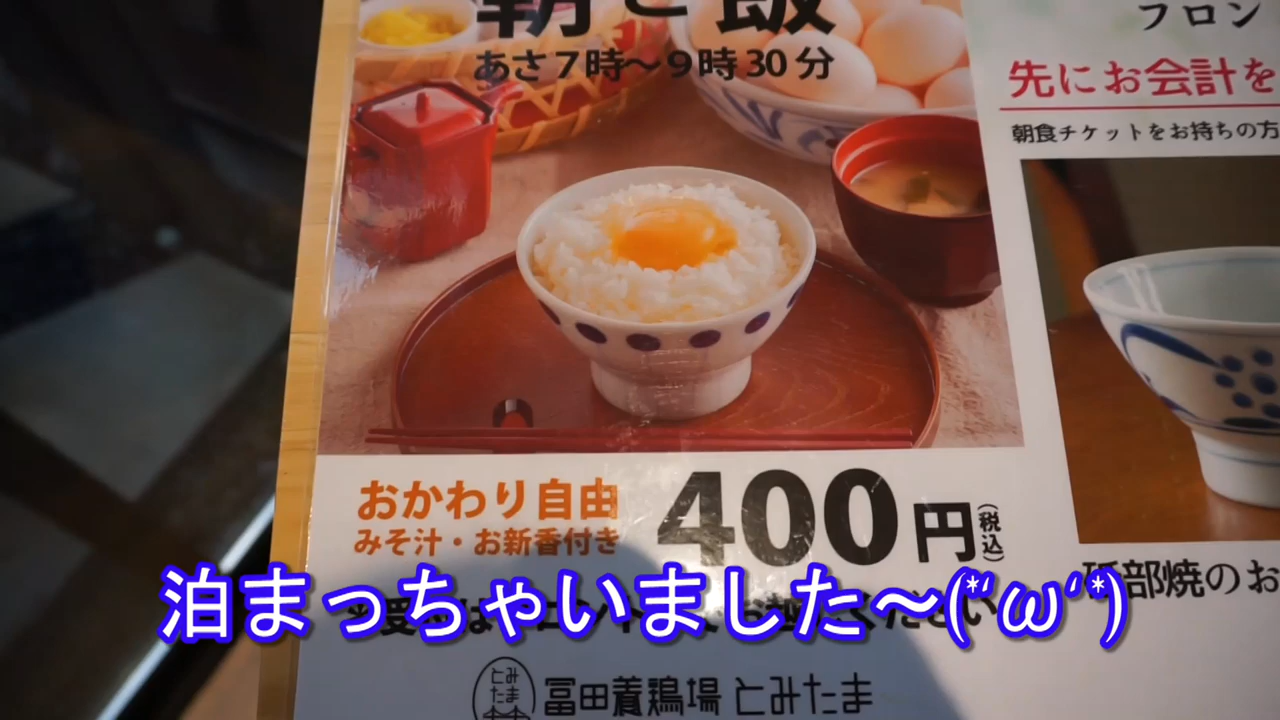 朝ご飯
あさ7時～9時30分
おかわり自由
みそ汁・お新香付き
400円(税込)
泊まっちゃいました～(*´ω｀*)
とみたま
冨田養鶏場 とみたま
フロン
先にお会計を
朝食チケットをお持ちの方
砥部焼のお